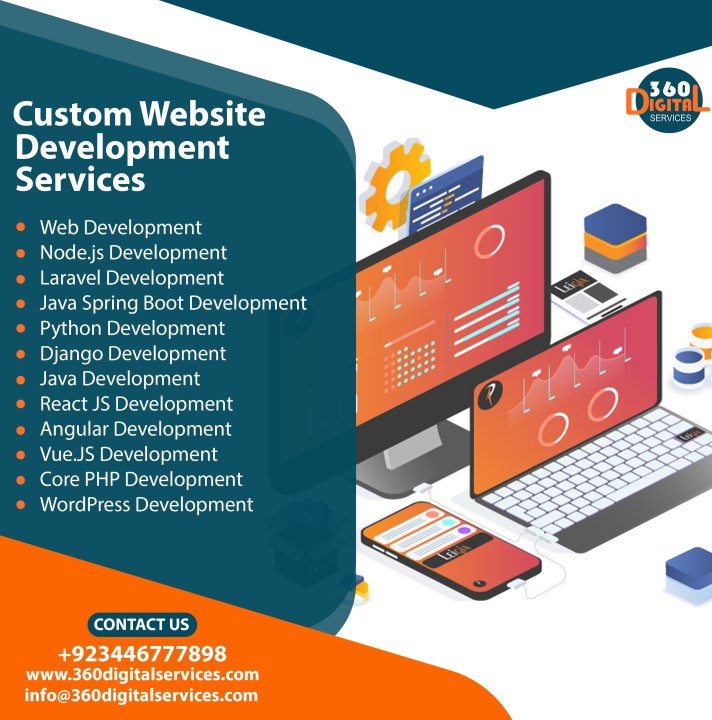 360
DIGITAL
SERVICES
Custom Website
Development
Services
Web Development
Node.js Development
Laravel Development
Java Spring Boot Development
Python Development
Django Development
Java Development
React JS Development
Angular Development
Vue.JS Development
Core PHP Development
WordPress Development
CONTACT US
+923446777898
www.360digitalservices.com
info@360digitalservices.com